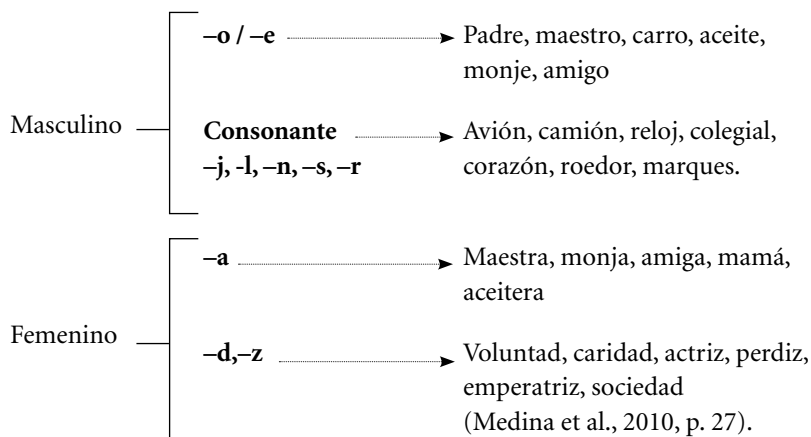 –o / –e
Padre, maestro, carro, aceite,
monje, amigo
Masculino
Consonante
–j, -l, –n, –s, –r
Avión, camión, reloj, colegial,
corazón, roedor, marques.
–a
Maestra, monja, amiga, mamá,
aceitera
Femenino
–d,–z
Voluntad, caridad, actriz, perdiz,
emperatriz, sociedad
(Medina et al., 2010, p. 27).